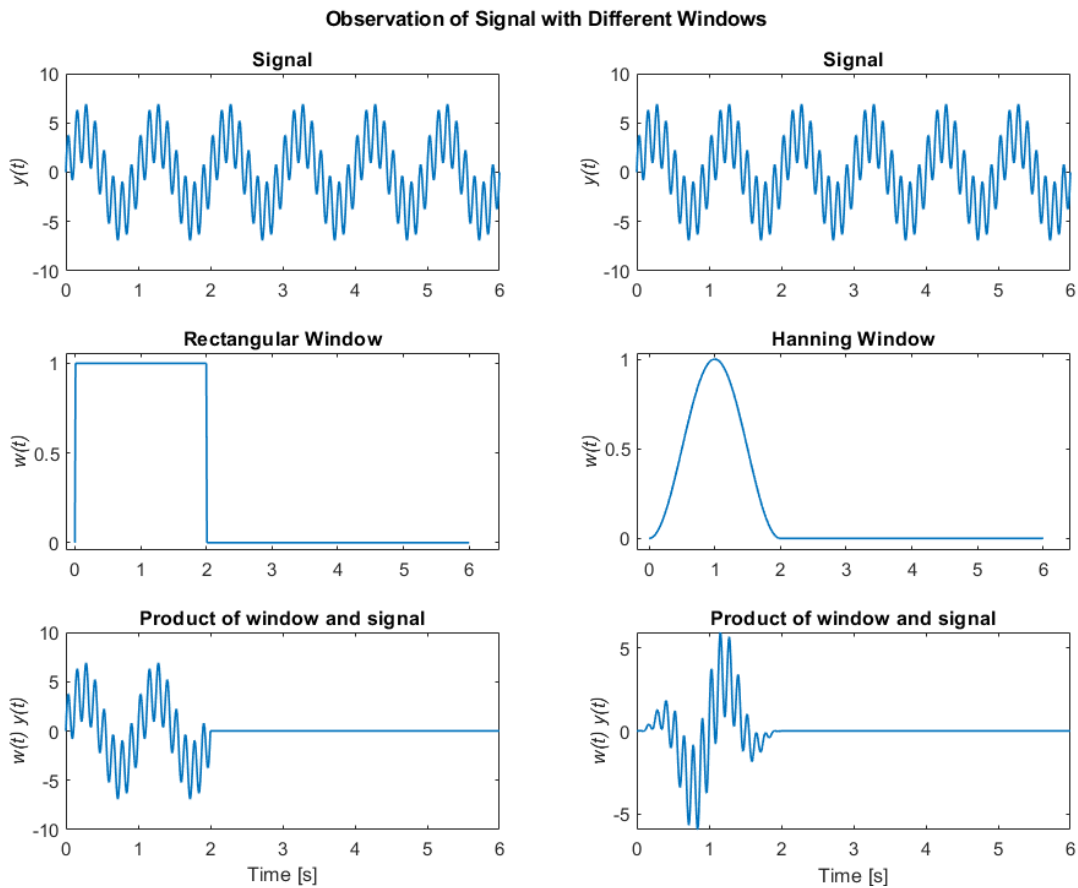 Observation of Signal with Different Windows
Signal
y(t)
10
5
0
-5
-10
0 1 2 3 4 5 6
Signal
y(t)
10
5
0
-5
-10
0 1 2 3 4 5 6
Rectangular Window
w(t)
1
0.5
0
0 1 2 3 4 5 6
Hanning Window
w(t)
1
0.5
0
0 1 2 3 4 5 6
Product of window and signal
w(t) y(t)
10
5
0
-5
-10
0 1 2 3 4 5 6
Time [s]
Product of window and signal
w(t) y(t)
5
0
-5
0 1 2 3 4 5 6
Time [s]